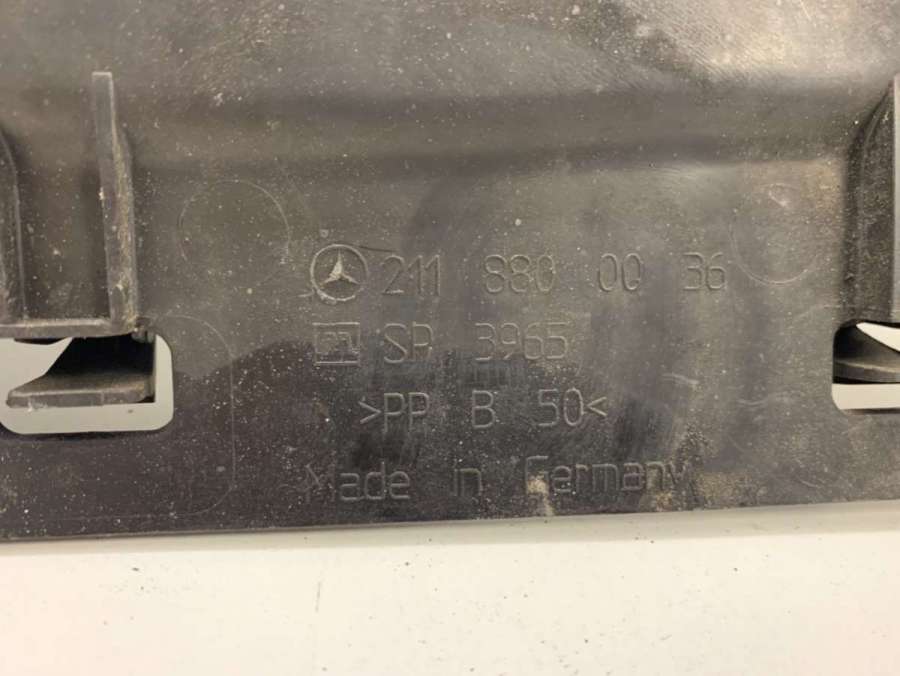 211 880 00 36
SP 3965
>PP B 50<
Made in Germany